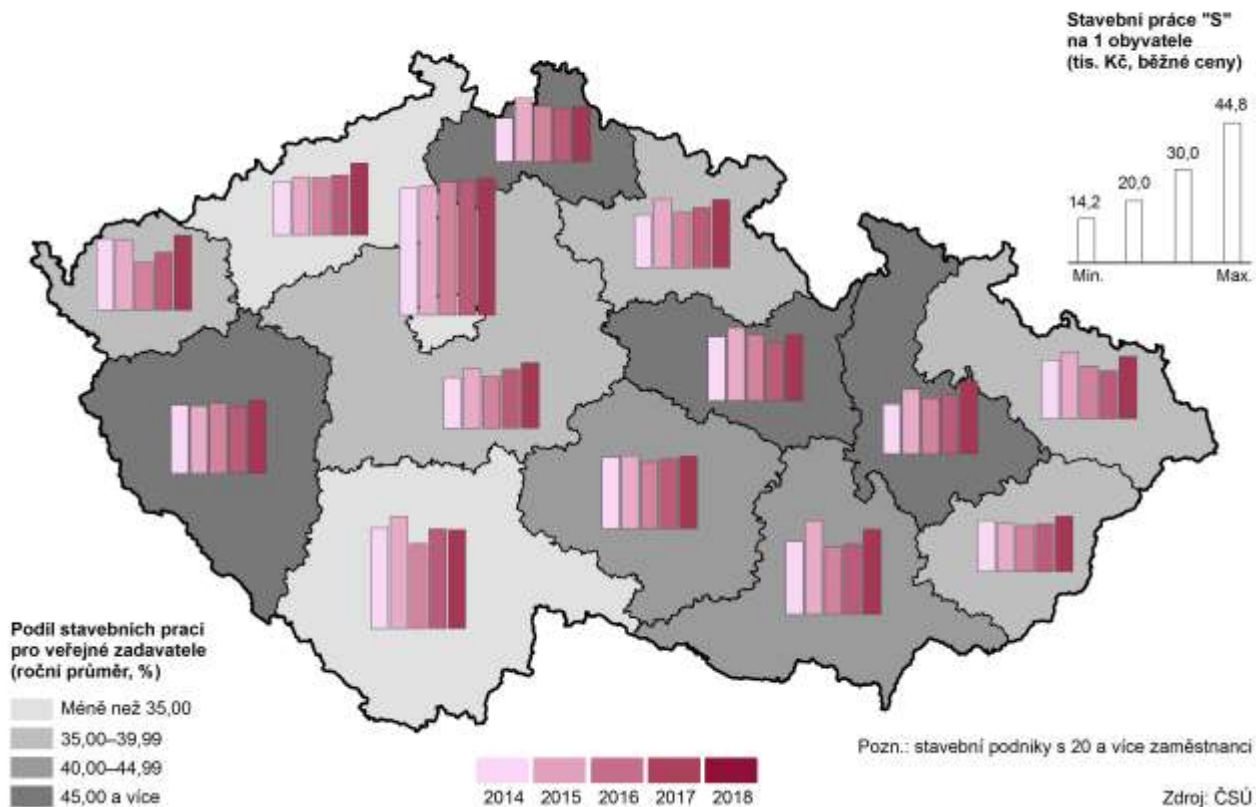 Stavební práce "S"
na 1 obyvatele
(tis. Kč, běžné ceny)
44,8
30,0
20,0
14,2
Min.
Max.
Podíl stavebních prací
pro veřejné zadavatele
(roční průměr, %)
Méně než 35,00
35,00–39,99
40,00–44,99
45,00 a více
2014 2015 2016 2017 2018
Pozn.: stavební podniky s 20 a více zaměstnanci
Zdroj: ČSÚ